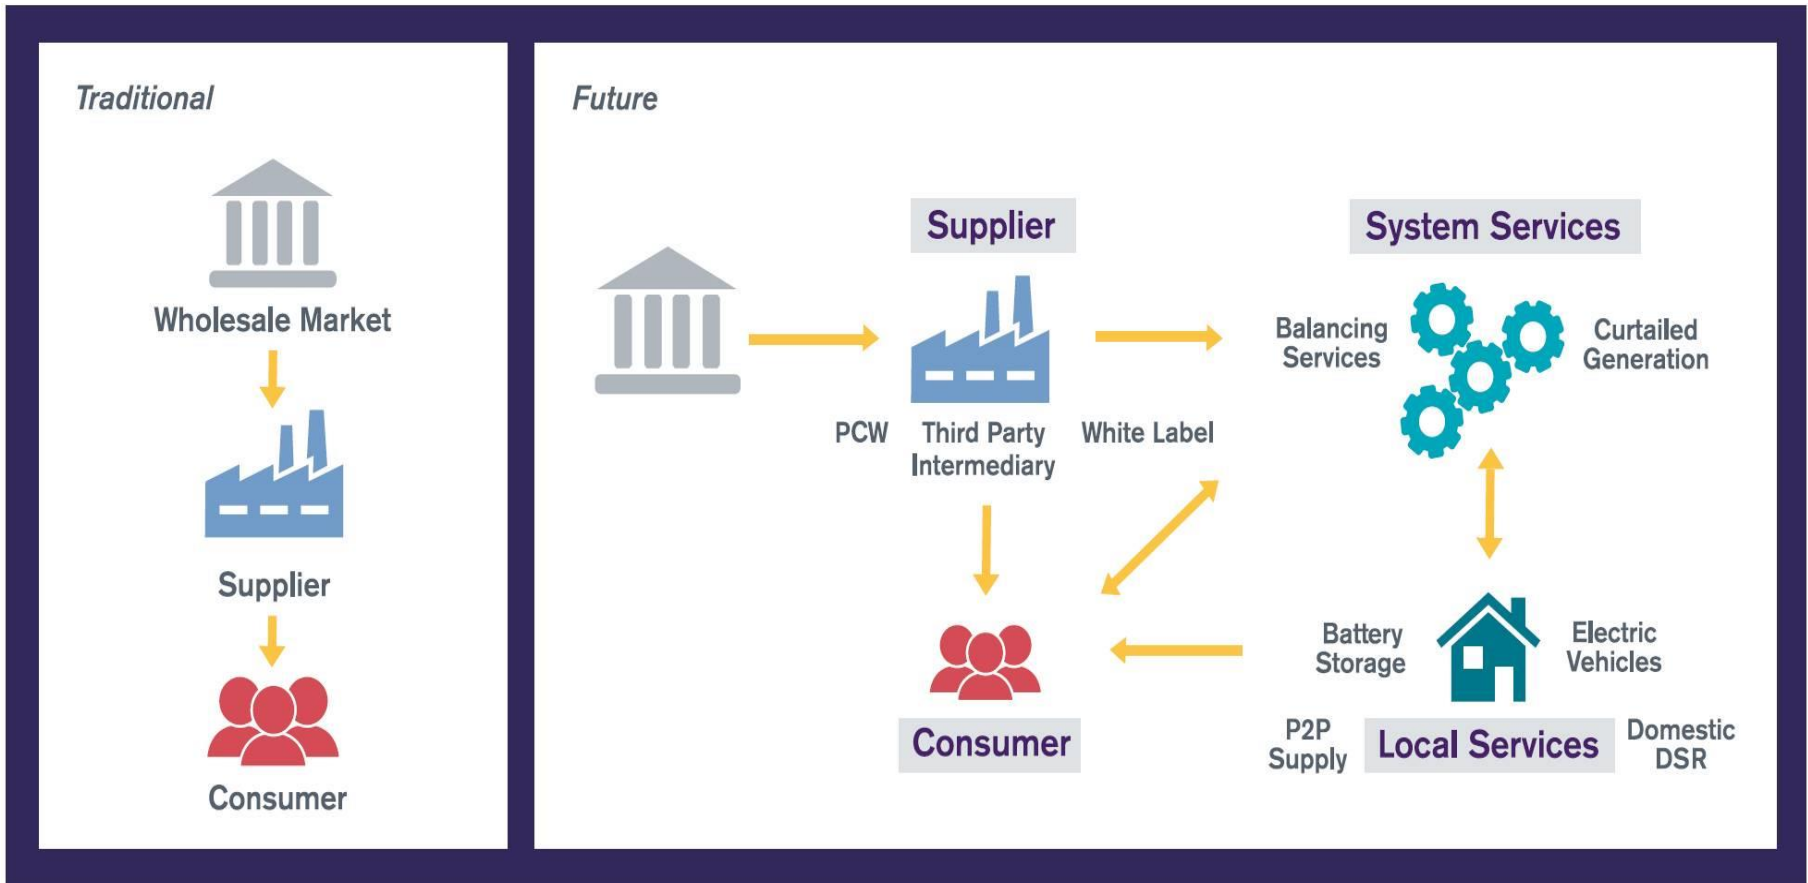 Traditional
Wholesale Market
Supplier
Consumer
Future
Supplier
PCW
Third Party
Intermediary
White Label
Consumer
System Services
Balancing
Services
Curtailed
Generation
Battery
Storage
Electric
Vehicles
P2P
Supply
Local Services
Domestic
DSR